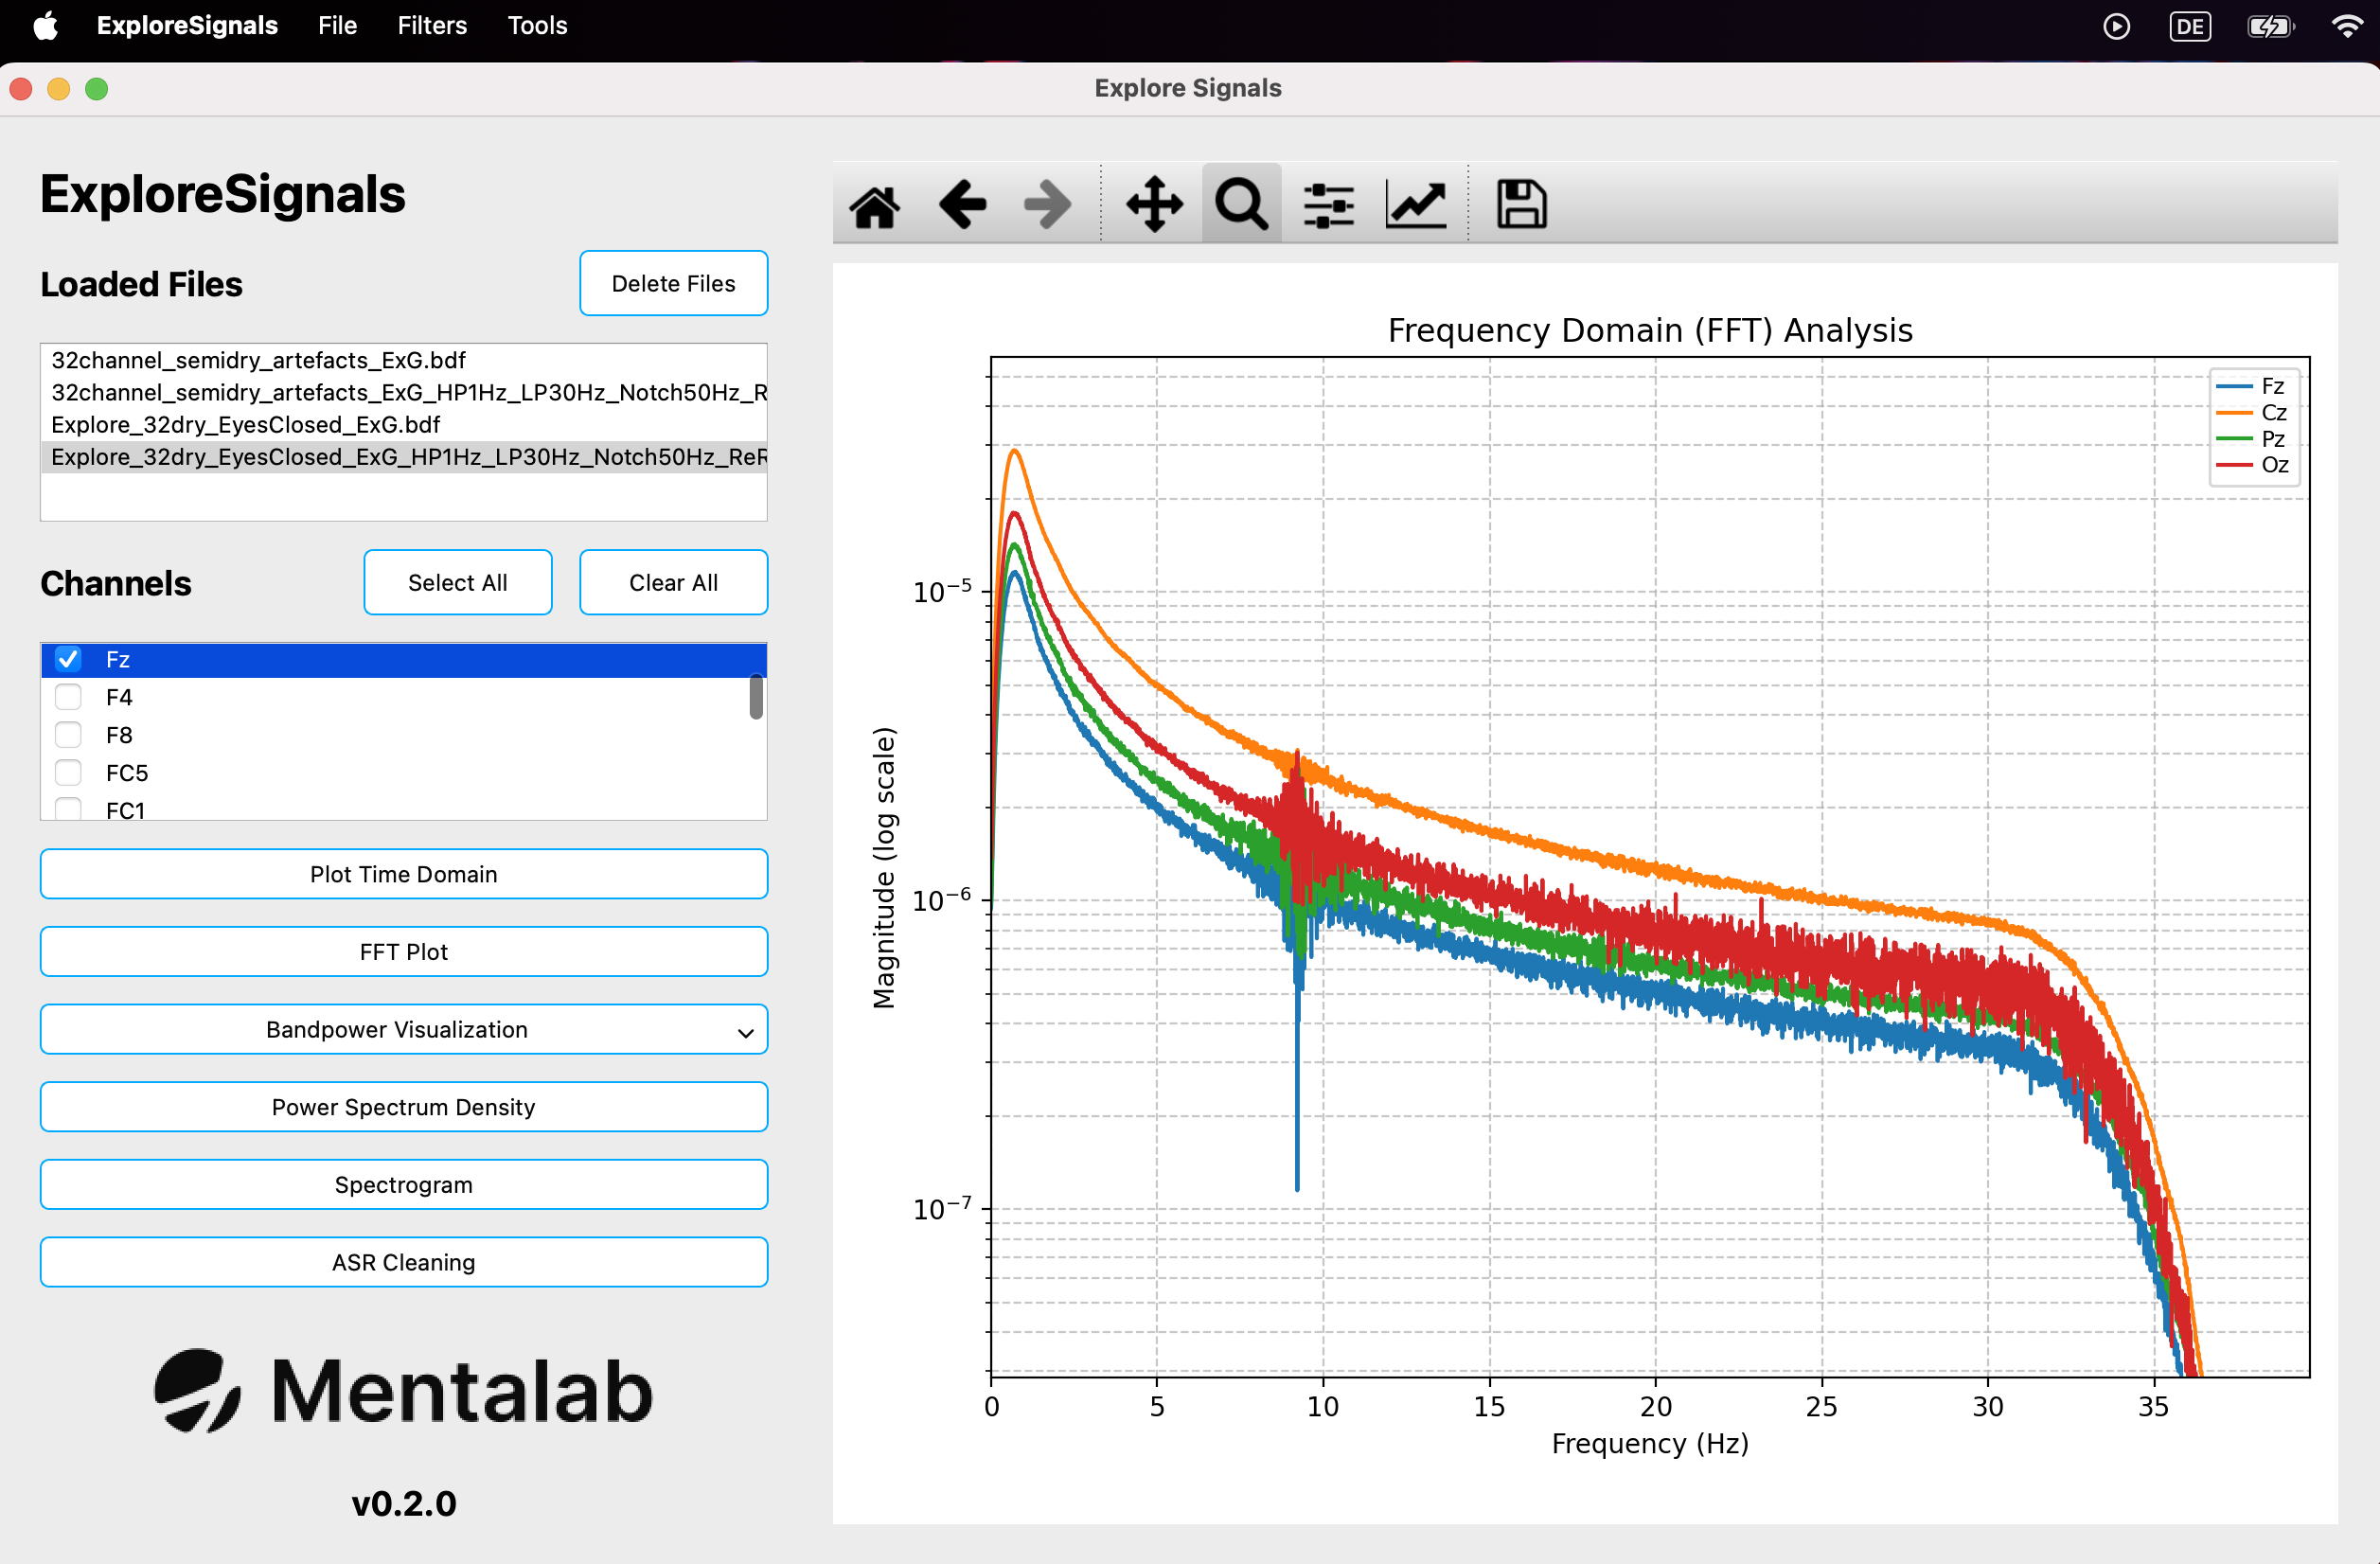 ExploreSignals File Filters Tools DE
Explore Signals
ExploreSignals
Loaded Files
Delete Files
32channel_semidry_artefacts_ExG.bdf
32channel_semidry_artefacts_ExG_HP1Hz_LP30Hz_Notch50Hz_R
Explore_32dry_EyesClosed_ExG.bdf
Explore_32dry_EyesClosed_ExG_HP1Hz_LP30Hz_Notch50Hz_ReR
Channels
Select All
Clear All
Fz
F4
F8
FC5
FC1
Plot Time Domain
FFT Plot
Bandpower Visualization
Power Spectrum Density
Spectrogram
ASR Cleaning
Mentalab
v0.2.0
Frequency Domain (FFT) Analysis
Fz
Cz
Pz
Oz
Magnitude (log scale)
10⁻⁵
10⁻⁶
10⁻⁷
0 5 10 15 20 25 30 35
Frequency (Hz)